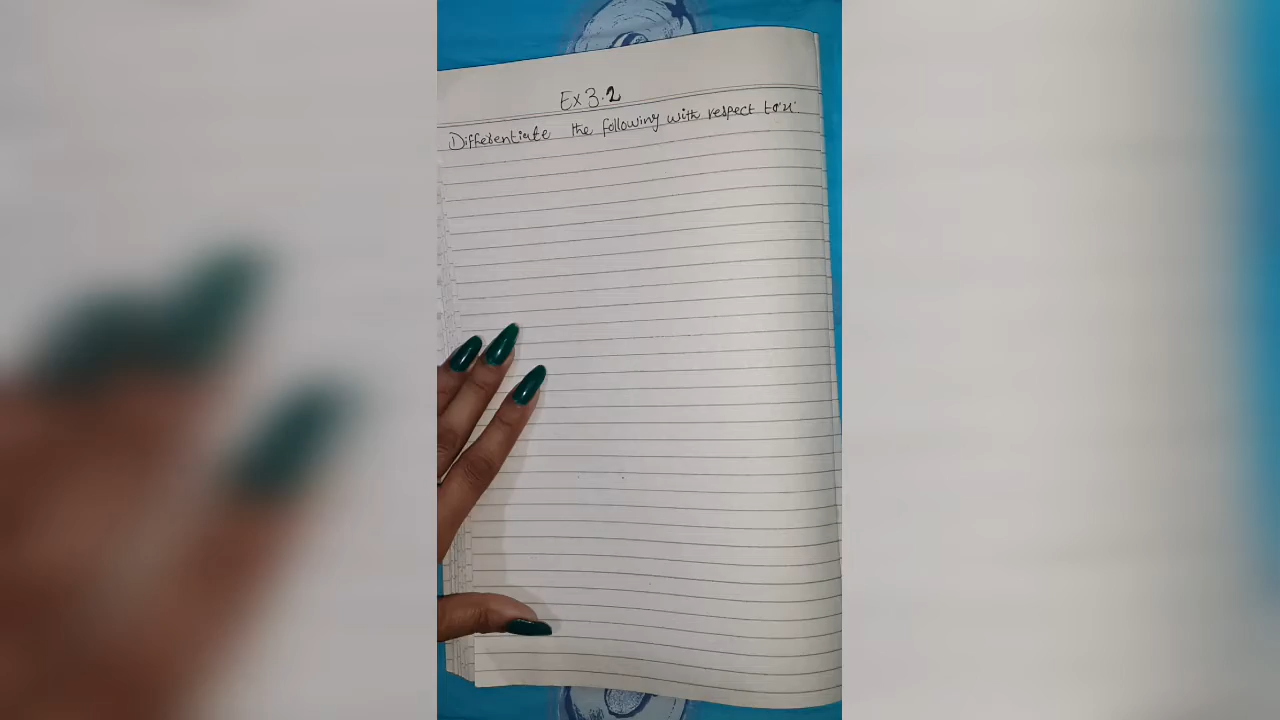 Ex 3.2
Differentiate the following with respect to 'x'.